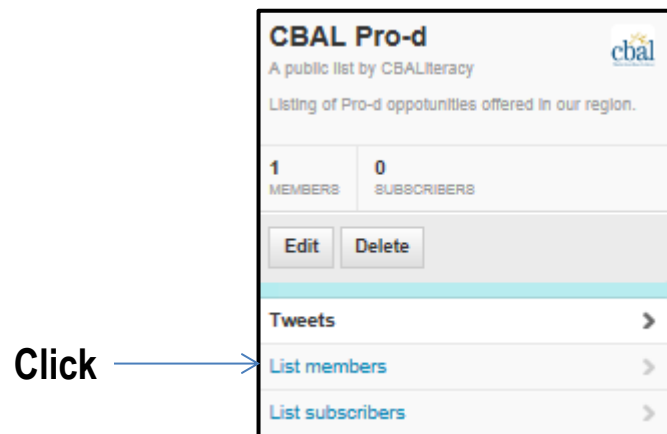 CBAL Pro-d
cbal
A public list by CBALiteracy
Listing of Pro-d oppotunities offered in our region.
1 0
MEMBERS SUBSCRIBERS
Edit Delete
Tweets
Click List members
List subscribers